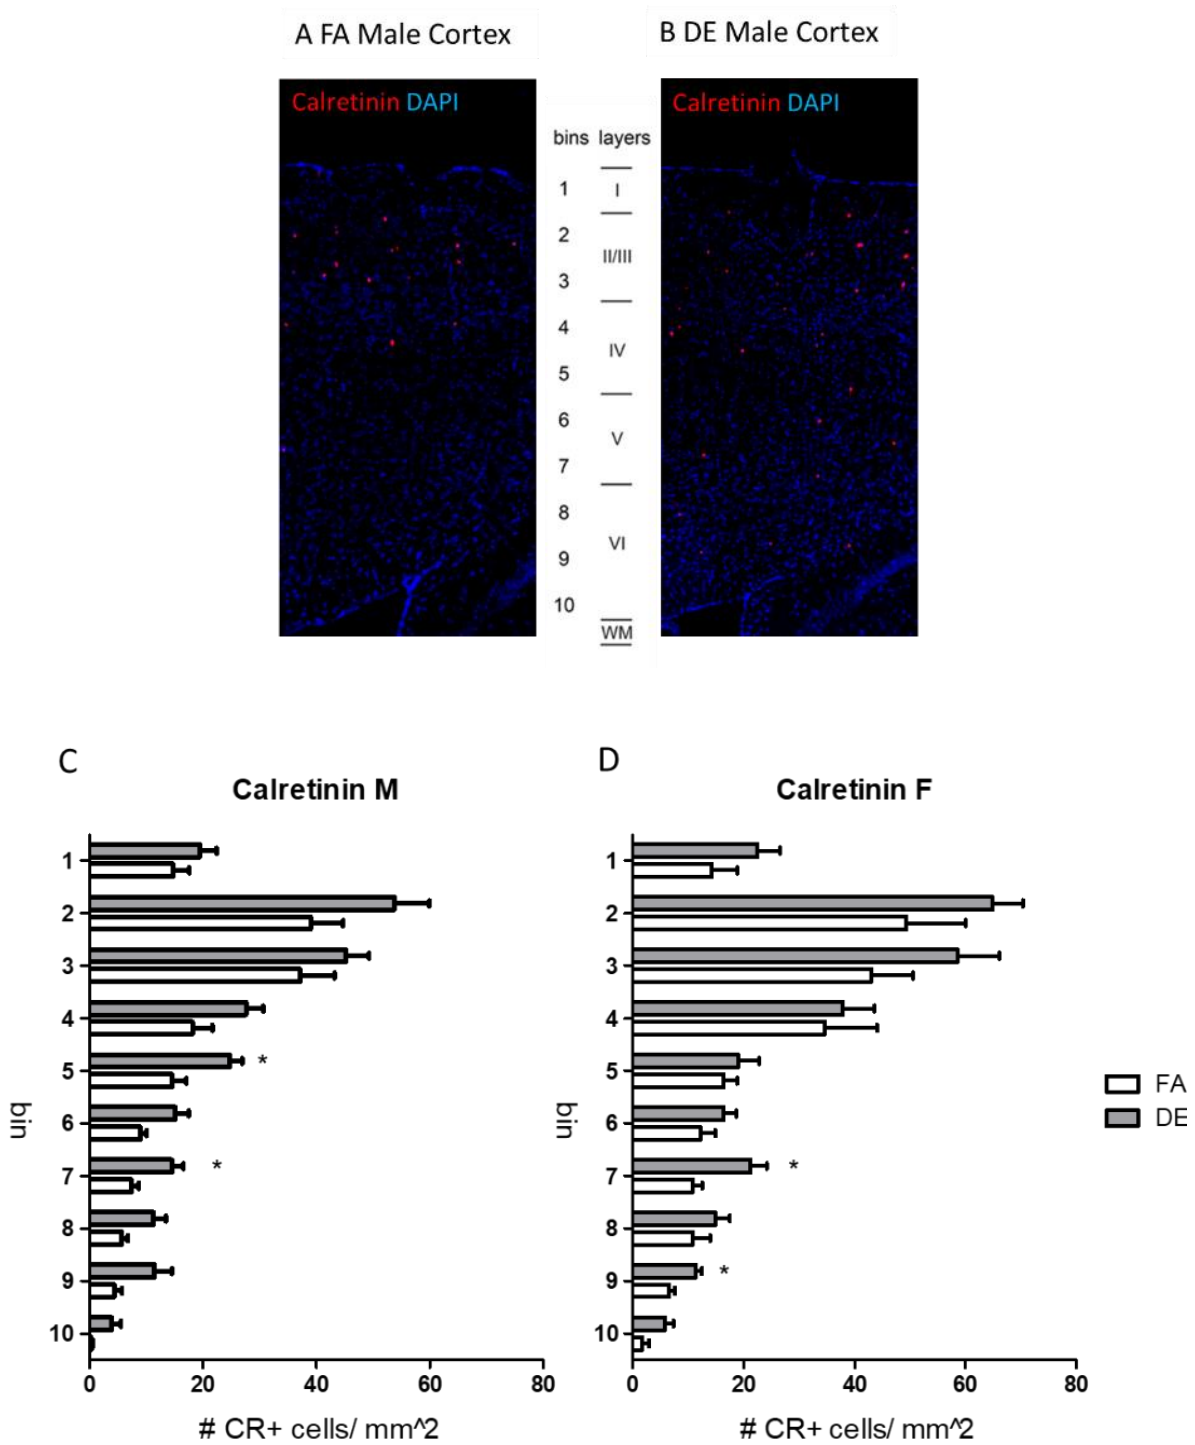 A FA Male Cortex
B DE Male Cortex
Calretinin DAPI
Calretinin DAPI
bins layers
1 I
2
II/III
3
4
IV
5
6
V
7
8
VI
9
10
WM
C
Calretinin M
1
2
3
4
5 *
6
7 *
8
9
10
bin
0 20 40 60 80
# CR+ cells/ mm^2
D
Calretinin F
1
2
3
4
5
6
7 *
8
9 *
10
bin
0 20 40 60 80
# CR+ cells/ mm^2
FA
DE